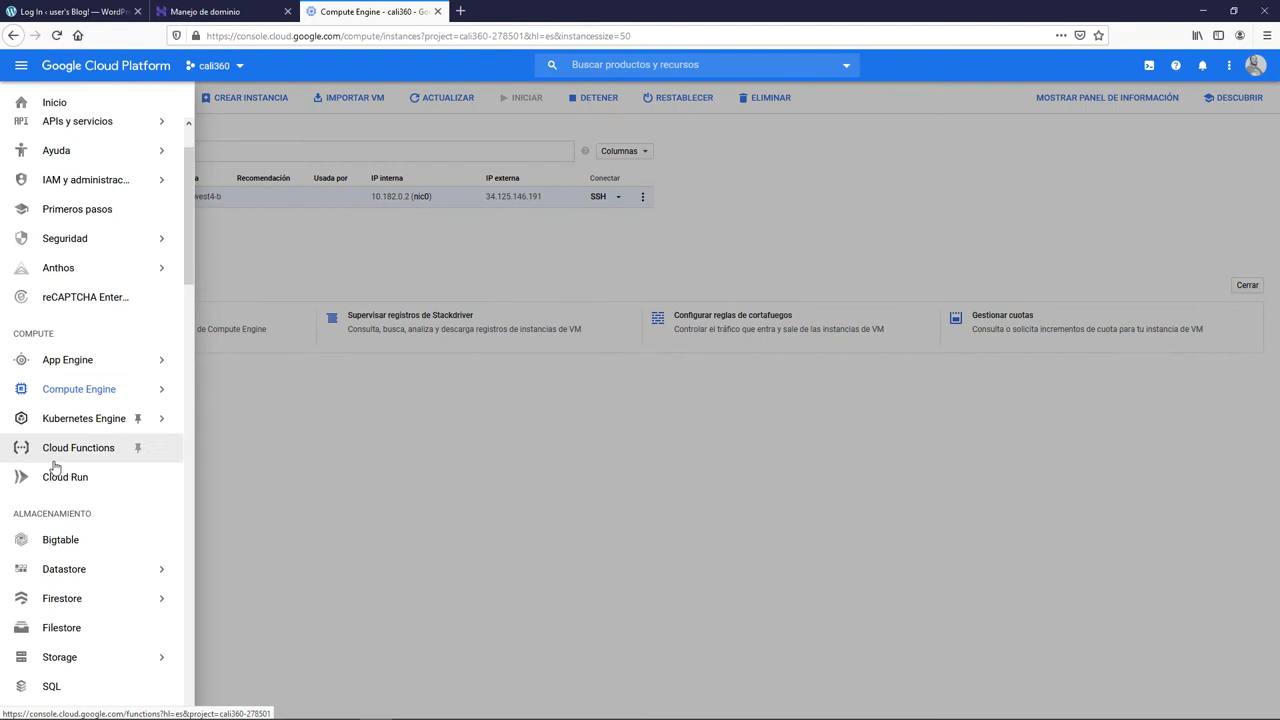 Log In ‹ user's Blog! — WordPr
Manejo de dominio
Compute Engine - cali360 - Go
https://console.cloud.google.com/compute/instances?project=cali360-278501&hl=es&instancessize=50
Google Cloud Platform
cali360
Buscar productos y recursos
Inicio
APIs y servicios
Ayuda
IAM y administrac...
Primeros pasos
Seguridad
Anthos
reCAPTCHA Enter...
COMPUTE
App Engine
Compute Engine
Kubernetes Engine
Cloud Functions
Cloud Run
ALMACENAMIENTO
Bigtable
Datastore
Firestore
Filestore
Storage
SQL
CREAR INSTANCIA
IMPORTAR VM
ACTUALIZAR
INICIAR
DETENER
RESTABLECER
ELIMINAR
MOSTRAR PANEL DE INFORMACIÓN
DESCUBRIR
Columnas
Recomendación
Usada por
IP interna
IP externa
Conectar
west4-b
10.182.0.2 (nic0)
34.125.146.191
SSH
Cerrar
de Compute Engine
Supervisar registros de Stackdriver
Consulta, busca, analiza y descarga registros de instancias de VM
Configurar reglas de cortafuegos
Controlar el tráfico que entra y sale de las instancias de VM
Gestionar cuotas
Consulta o solicita incrementos de cuota para tu instancia de VM
https://console.cloud.google.com/functions?hl=es&project=cali360-278501